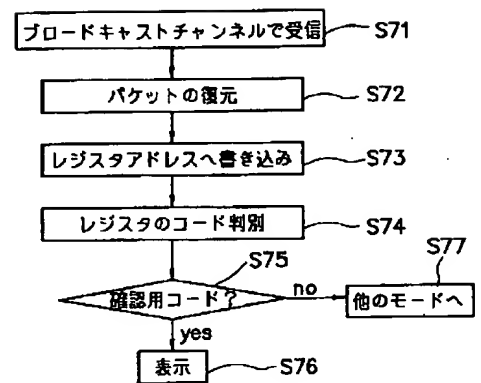 ブロードキャストチャンネルで受信 S71
パケットの復元 S72
レジスタアドレスへ書き込み S73
レジスタのコード判別 S74
S75
S77
確認用コード?
no
他のモードへ
yes
表示 S76